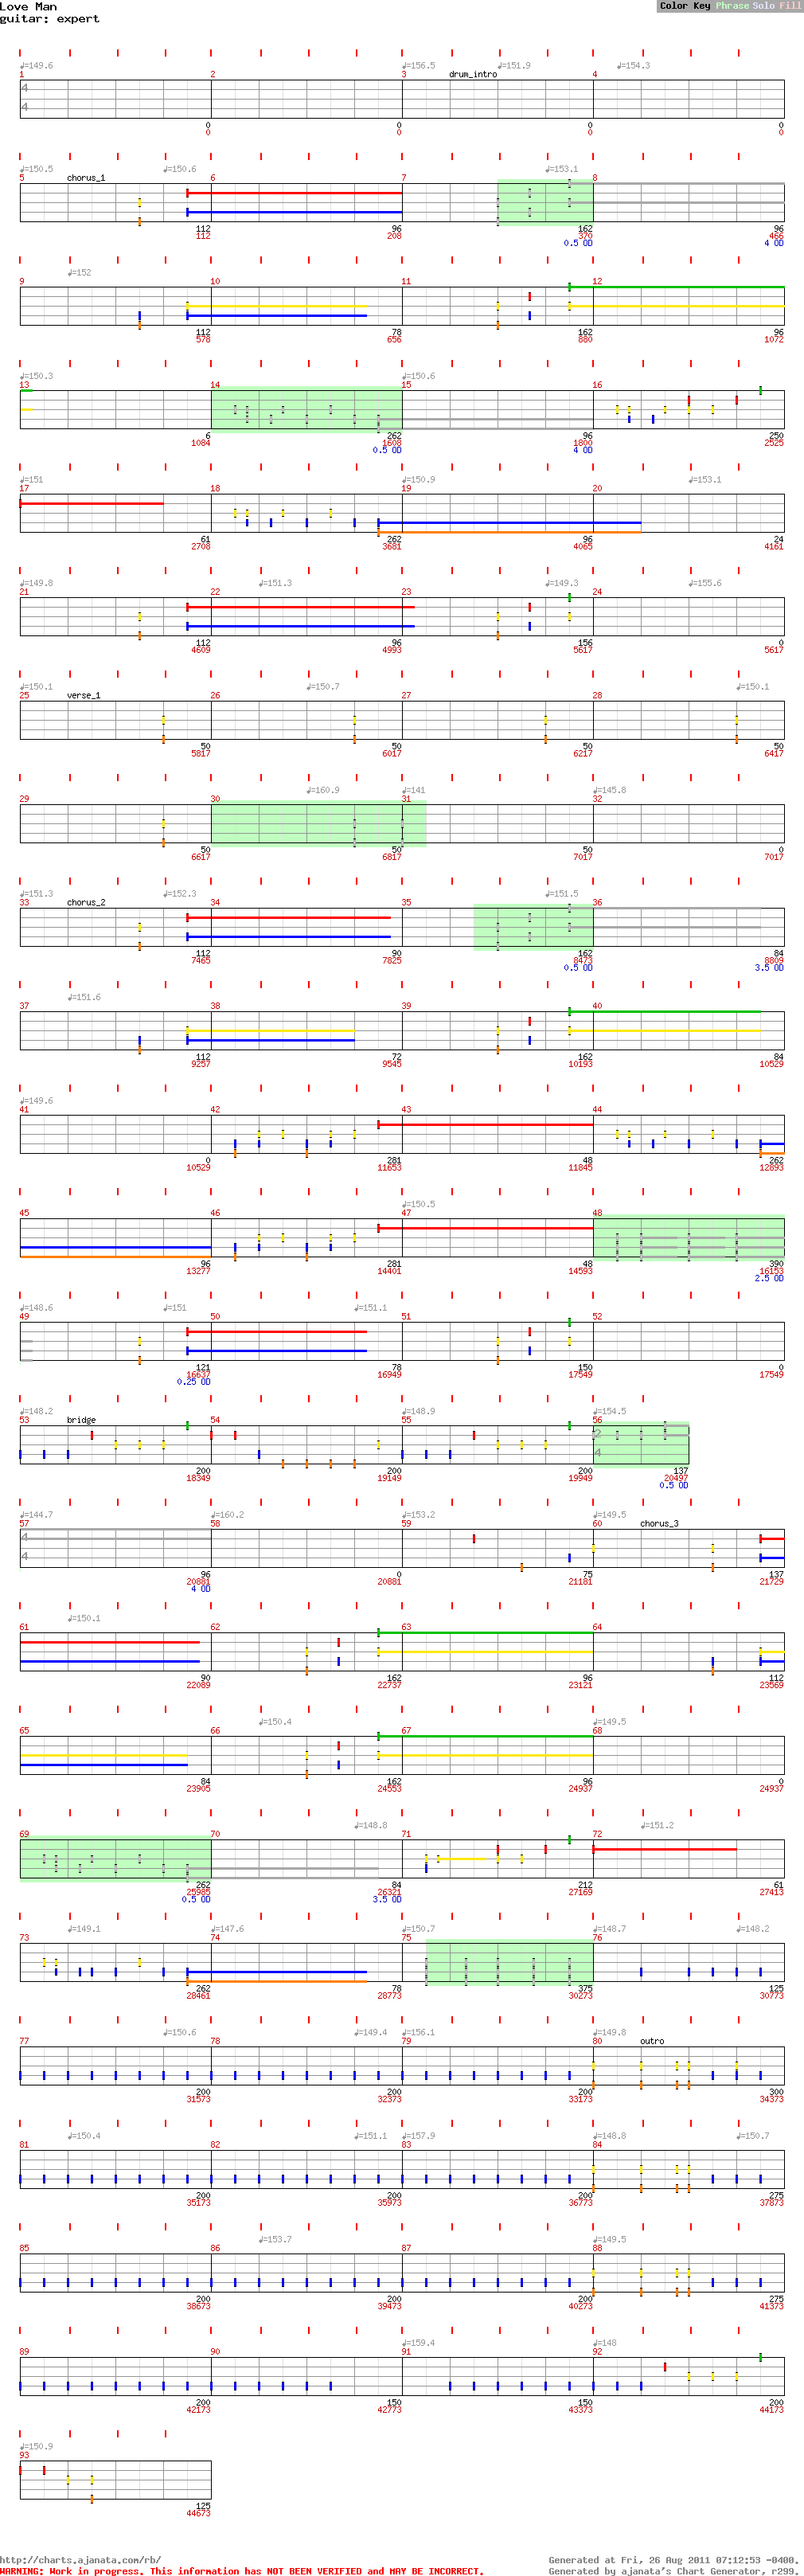 Love Man
guitar: expert
Color Key Phrase Solo Fill
♩=149.6 ♩=156.5 ♩=151.9 ♩=154.3
1 2 3 drum_intro 4
4
4
0 0 0 0
0 0 0 0
♩=150.5 ♩=150.6 ♩=153.1
5 chorus_1 6 7 8
112 96 162 96
112 208 370 466
0.5 OD 4 OD
♩=152
9 10 11 12
112 78 162 96
578 656 880 1072
♩=150.3 ♩=150.6
13 14 15 16
6 262 96 250
1084 1608 1800 2525
0.5 OD 4 OD
♩=151 ♩=150.9 ♩=153.1
17 18 19 20
61 262 96 24
2708 3681 4065 4161
♩=149.8 ♩=151.3 ♩=149.3 ♩=155.6
21 22 23 24
112 96 156 0
4609 4993 5617 5617
♩=150.1 ♩=150.7 ♩=150.1
25 verse_1 26 27 28
50 50 50 50
5817 6017 6217 6417
♩=160.9 ♩=141 ♩=145.8
29 30 31 32
50 50 50 0
6617 6817 7017 7017
♩=151.3 ♩=152.3 ♩=151.5
33 chorus_2 34 35 36
112 90 162 84
7465 7825 8473 8809
0.5 OD 3.5 OD
♩=151.6
37 38 39 40
112 72 162 84
9257 9545 10193 10529
♩=149.6
41 42 43 44
0 281 48 262
10529 11653 11845 12893
♩=150.5
45 46 47 48
96 281 48 390
13277 14401 14593 16153
2.5 OD
♩=148.6 ♩=151 ♩=151.1
49 50 51 52
121 78 150 0
16637 16949 17549 17549
0.25 OD
♩=148.2 ♩=148.9 ♩=154.5
53 bridge 54 55 56
2
4
200 200 200 137
18349 19149 19949 20497
0.5 OD
♩=144.7 ♩=160.2 ♩=153.2 ♩=149.5
57 58 59 60 chorus_3
4
4
96 0 75 137
20881 20881 21181 21729
4 OD
♩=150.1
61 62 63 64
90 162 96 112
22089 22737 23121 23569
♩=150.4 ♩=149.5
65 66 67 68
84 162 96 0
23905 24553 24937 24937
♩=148.8 ♩=151.2
69 70 71 72
262 84 212 61
25985 26321 27169 27413
0.5 OD 3.5 OD
♩=149.1 ♩=147.6 ♩=150.7 ♩=148.7 ♩=148.2
73 74 75 76
262 78 375 125
28461 28773 30273 30773
♩=150.6 ♩=149.4 ♩=156.1 ♩=149.8
77 78 79 80 outro
200 200 200 300
31573 32373 33173 34373
♩=150.4 ♩=151.1 ♩=157.9 ♩=148.8 ♩=150.7
81 82 83 84
200 200 200 275
35173 35973 36773 37873
♩=153.7 ♩=149.5
85 86 87 88
200 200 200 275
38673 39473 40273 41373
♩=159.4 ♩=148
89 90 91 92
200 150 150 200
42173 42773 43373 44173
♩=150.9
93
125
44673
http://charts.ajanata.com/rb/ Generated at Fri, 26 Aug 2011 07:12:53 -0400.
WARNING: Work in progress. This information has NOT BEEN VERIFIED and MAY BE INCORRECT. Generated by ajanata's Chart Generator, r299.